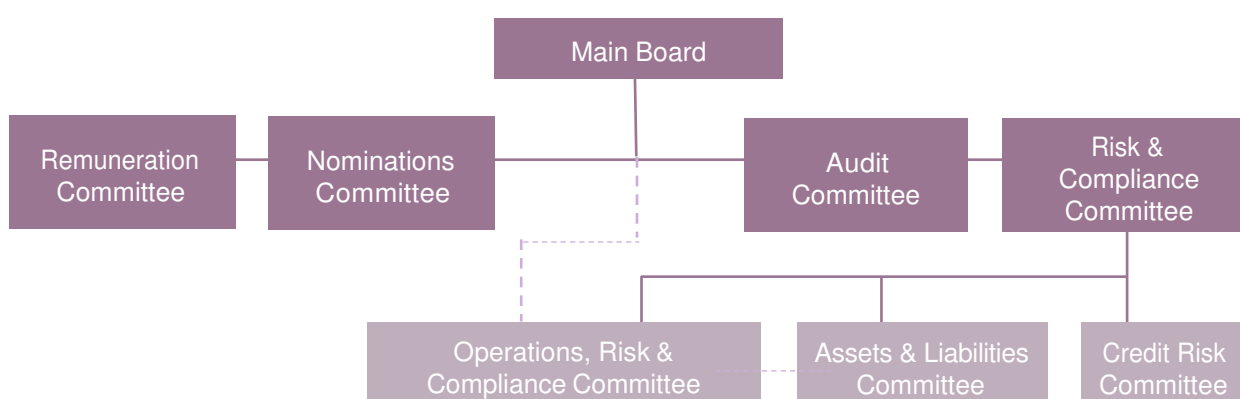 Main Board
Remuneration
Committee
Nominations
Committee
Audit
Committee
Risk &
Compliance
Committee
Operations, Risk &
Compliance Committee
Assets & Liabilities
Committee
Credit Risk
Committee